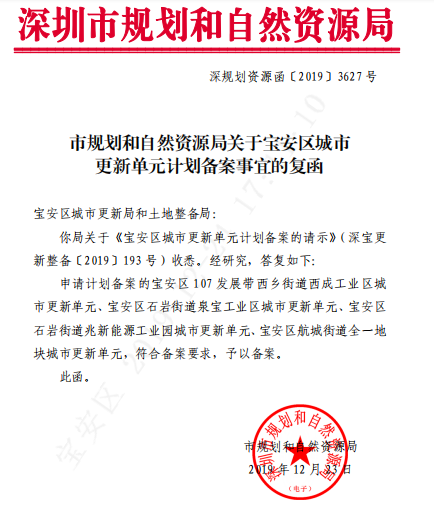 深圳市规划和自然资源局
深规划资源函〔2019〕3627号
市规划和自然资源局关于宝安区城市
更新单元计划备案事宜的复函
宝安区城市更新局和土地整备局:
你局关于《宝安区城市更新单元计划备案的请示》(深宝更
新整备〔2019〕193号)收悉。经研究,答复如下:
申请计划备案的宝安区107发展带西乡街道西成工业区城
市更新单元、宝安区石岩街道泉宝工业区城市更新单元、宝安区
石岩街道兆新能源工业园城市更新单元、宝安区航城街道全一地
块城市更新单元,符合备案要求,予以备案。
此函。
市规划和自然资源局
2019年12月23日
深圳市规划和自然资源局
(电子)